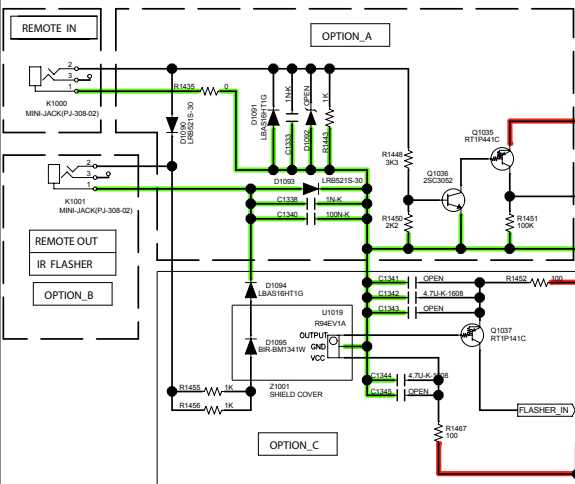 REMOTE IN
OPTION_A
2
3
1
K1000
MINI-JACK(PJ-308-02)
R1435
0
D1090
LRB521S-30
D1091
LBAS16HT1G
C1333
1N-K
D1092
OPEN
R1443
1K
R1448
3K3
Q1036
2SC3052
Q1035
RT1P441C
2
3
1
K1001
MINI-JACK(PJ-308-02)
D1093
LRB521S-30
C1338
1N-K
C1340
100N-K
R1450
2K2
R1451
100K
REMOTE OUT
IR FLASHER
OPTION_B
D1094
LBAS16HT1G
C1341
OPEN
C1342
4.7U-K-1608
C1343
OPEN
R1452
100
U1019
R94EV1A
OUTPUT
GND
VCC
Q1037
RT1P141C
D1095
BIR-BM1341W
Z1001
SHIELD COVER
R1455
1K
R1456
1K
C1344
4.7U-K-1608
C1345
OPEN
R1467
100
FLASHER_IN
OPTION_C